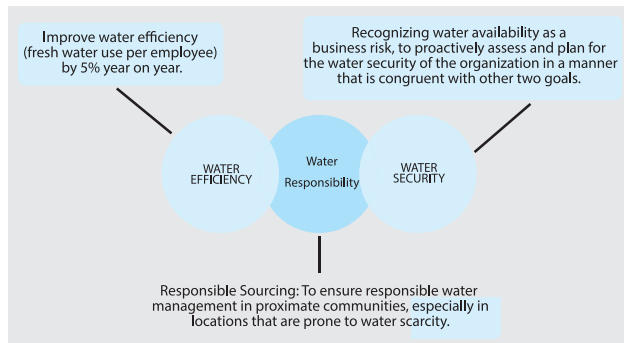 Improve water efficiency
(fresh water use per employee)
by 5% year on year.
Recognizing water availability as a
business risk, to proactively assess and plan for
the water security of the organization in a manner
that is congruent with other two goals.
WATER
EFFICIENCY
Water
Responsibility
WATER
SECURITY
Responsible Sourcing: To ensure responsible water
management in proximate communities, especially in
locations that are prone to water scarcity.